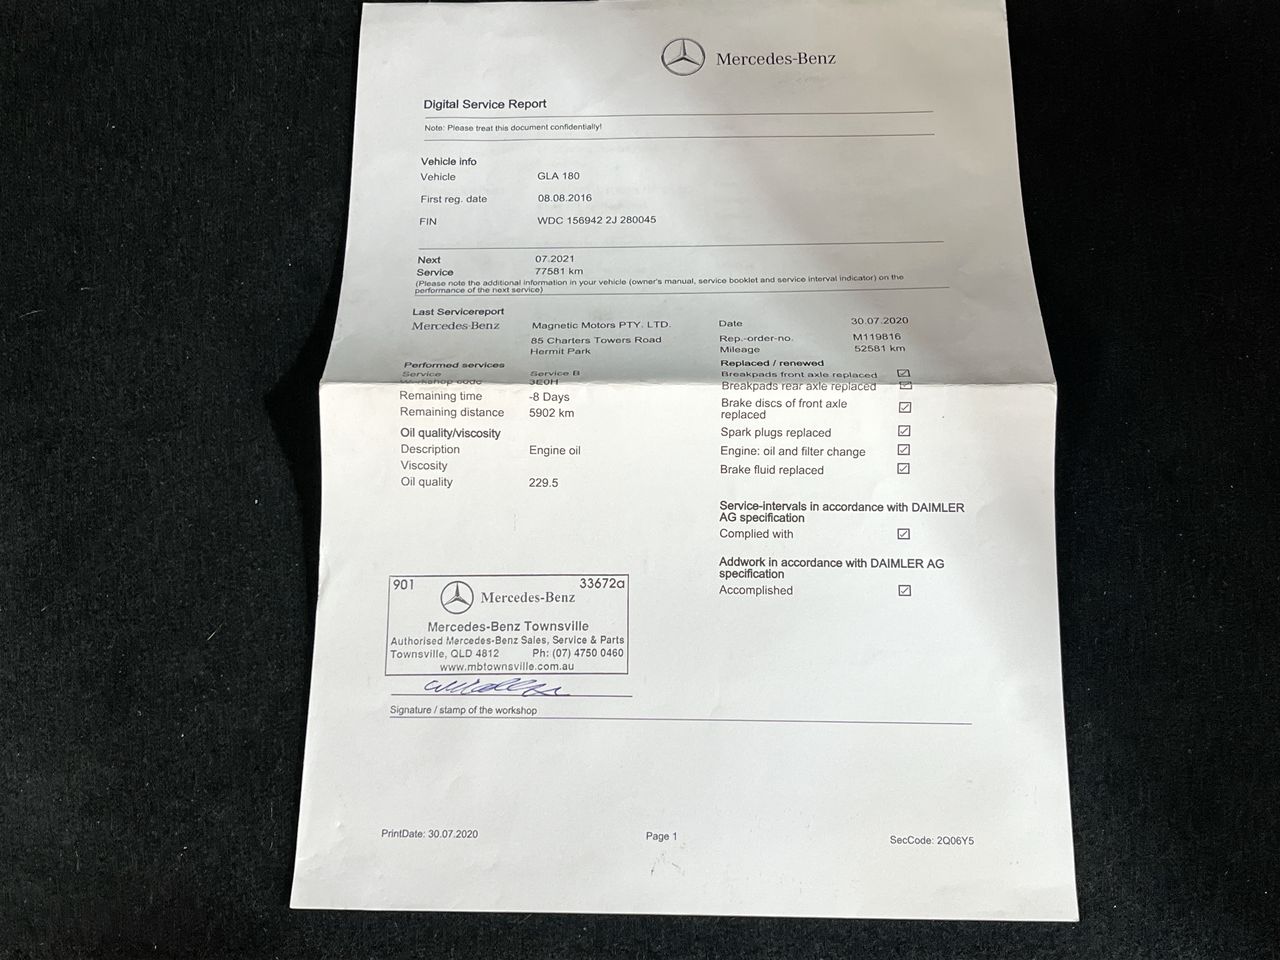 Mercedes-Benz
Digital Service Report
Note: Please treat this document confidentially!
Vehicle info
Vehicle GLA 180
First reg. date 08.08.2016
FIN WDC 156942 2J 280045
Next 07.2021
Service 77581 km
(Please note the additional information in your vehicle (owner's manual, service booklet and service interval indicator) on the
performance of the next service)
Last Servicereport
Mercedes-Benz Magnetic Motors PTY. LTD.
85 Charters Towers Road
Hermit Park
Date 30.07.2020
Rep.-order-no. M119816
Mileage 52581 km
Performed services
Service Service B
Workshop code 3E0H
Remaining time -8 Days
Remaining distance 5902 km
Oil quality/viscosity
Description Engine oil
Viscosity
Oil quality 229.5
Replaced / renewed
Breakpads front axle replaced
Breakpads rear axle replaced
Brake discs of front axle
replaced
Spark plugs replaced
Engine: oil and filter change
Brake fluid replaced
Service-intervals in accordance with DAIMLER
AG specification
Complied with
Addwork in accordance with DAIMLER AG
specification
Accomplished
901 33672a
Mercedes-Benz
Mercedes-Benz Townsville
Authorised Mercedes-Benz Sales, Service & Parts
Townsville, QLD 4812 Ph: (07) 4750 0460
www.mbtownsville.com.au
Signature / stamp of the workshop
PrintDate: 30.07.2020 Page 1 SecCode: 2Q06Y5